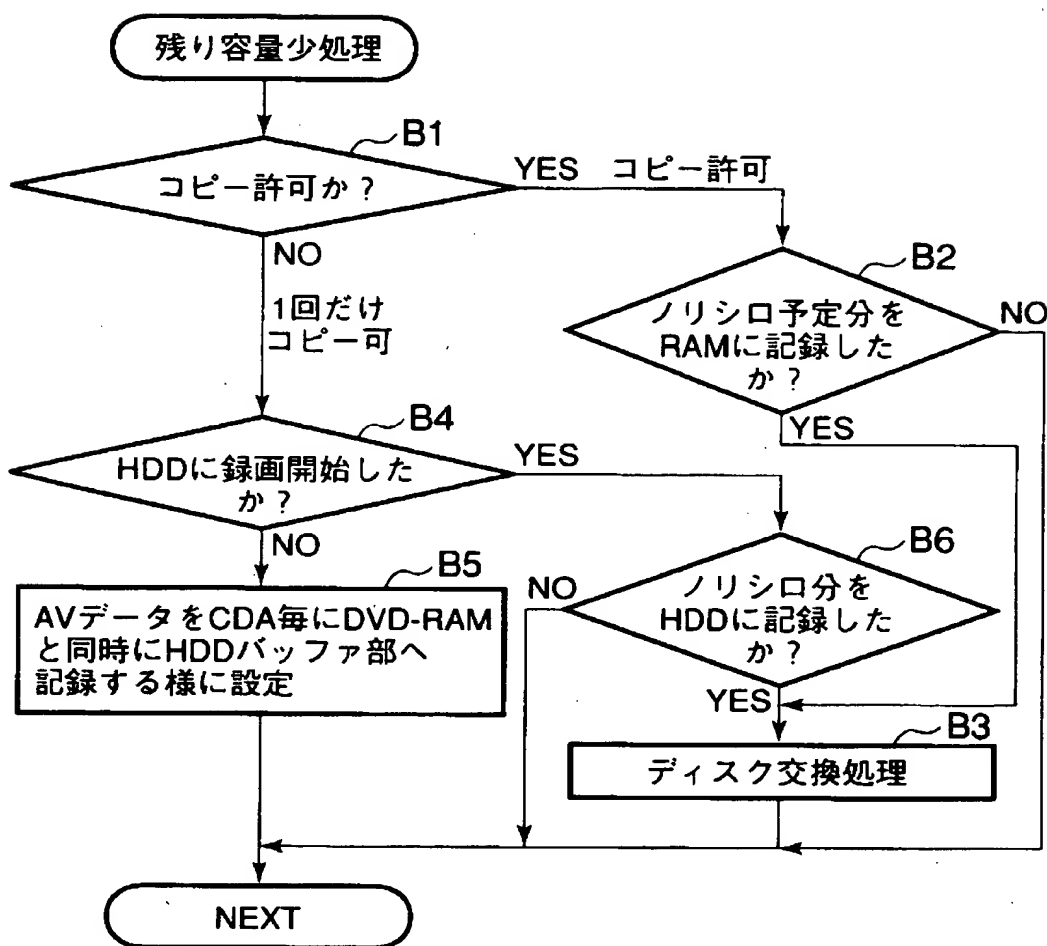 残り容量少処理
B1
コピー許可か？
YES コピー許可
NO
1回だけ
コピー可
B2
ノリシロ予定分を
RAMに記録した
か？
NO
YES
B4
HDDに録画開始した
か？
YES
NO
B5
AVデータをCDA毎にDVD-RAM
と同時にHDDバッファ部へ
記録する様に設定
B6
ノリシロ分を
HDDに記録した
か？
NO
YES
B3
ディスク交換処理
NEXT